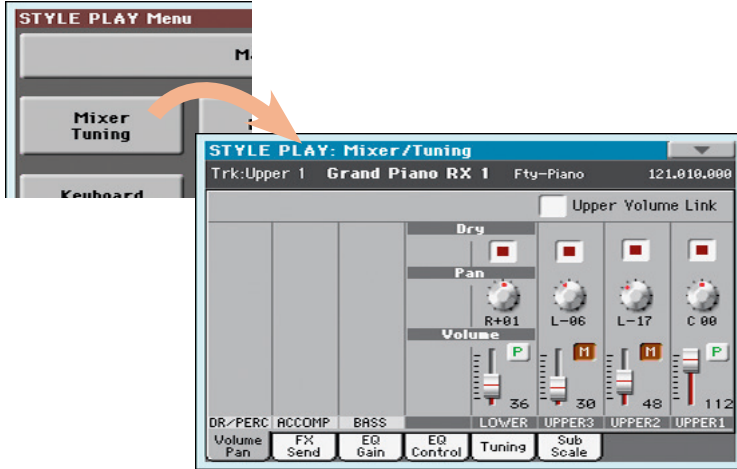 STYLE PLAY Menu
Mixer
Tuning
Keyboard
STYLE PLAY: Mixer/Tuning
Trk:Upper 1 Grand Piano RX 1 Fty-Piano 121.010.000
Upper Volume Link
Dry
Pan
R+01 L-06 L-17 C 00
Volume
P M M P
36 30 48 112
DR/PERC ACCOMP BASS LOWER UPPER3 UPPER2 UPPER1
Volume Pan FX Send EQ Gain EQ Control Tuning Sub Scale